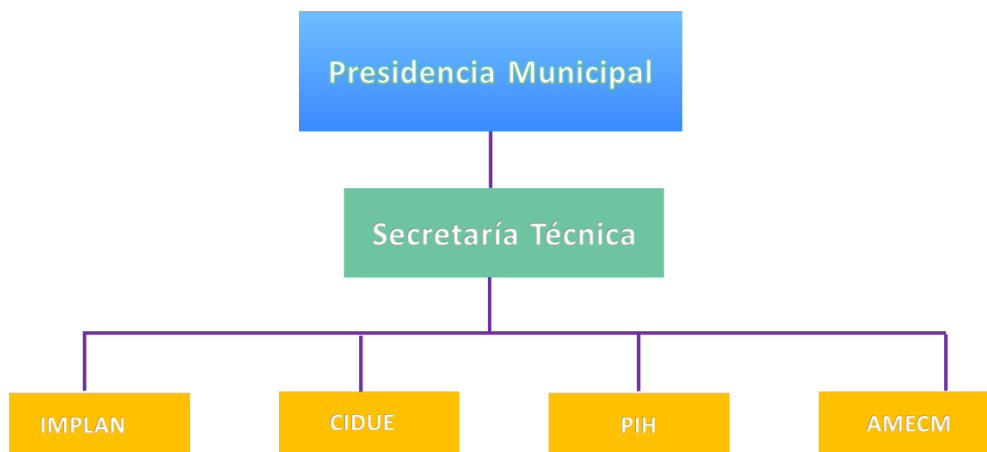 Presidencia Municipal
Secretaría Técnica
IMPLAN
CIDUE
PIH
AMECM